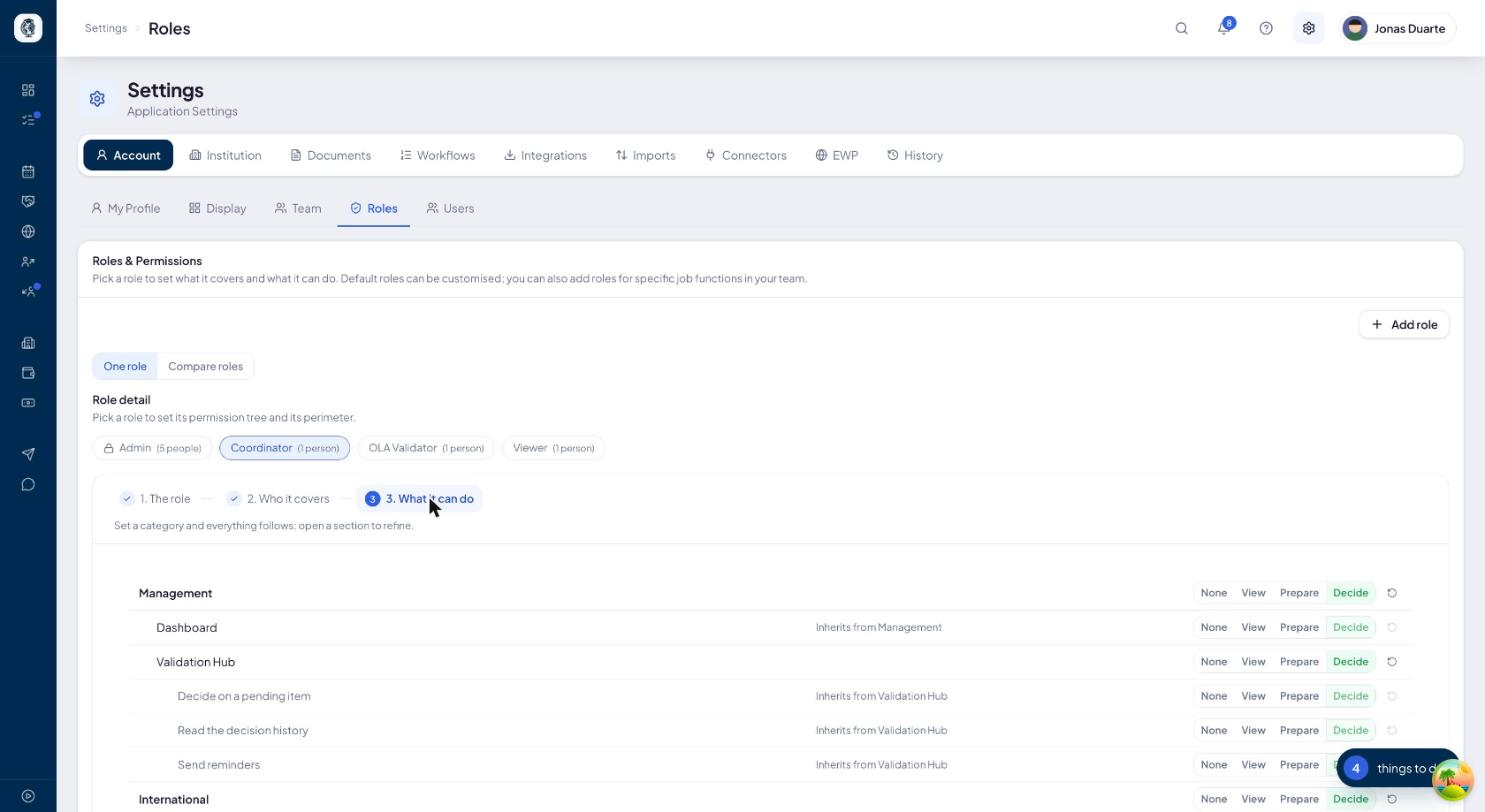 Settings Roles
8
Jonas Duarte
Settings
Application Settings
Account Institution Documents Workflows Integrations Imports Connectors EWP History
My Profile Display Team Roles Users
Roles & Permissions
Pick a role to set what it covers and what it can do. Default roles can be customised; you can also add roles for specific job functions in your team.
Add role
One role Compare roles
Role detail
Pick a role to set its permission tree and its perimeter.
Admin (5 people) Coordinator (1 person) OLA Validator (1 person) Viewer (1 person)
1. The role 2. Who it covers 3 3. What it can do
Set a category and everything follows; open a section to refine.
Management None View Prepare Decide
Dashboard Inherits from Management None View Prepare Decide
Validation Hub None View Prepare Decide
Decide on a pending item Inherits from Validation Hub None View Prepare Decide
Read the decision history Inherits from Validation Hub None View Prepare Decide
Send reminders Inherits from Validation Hub None View Prepare
4 things to
International None View Prepare Decide